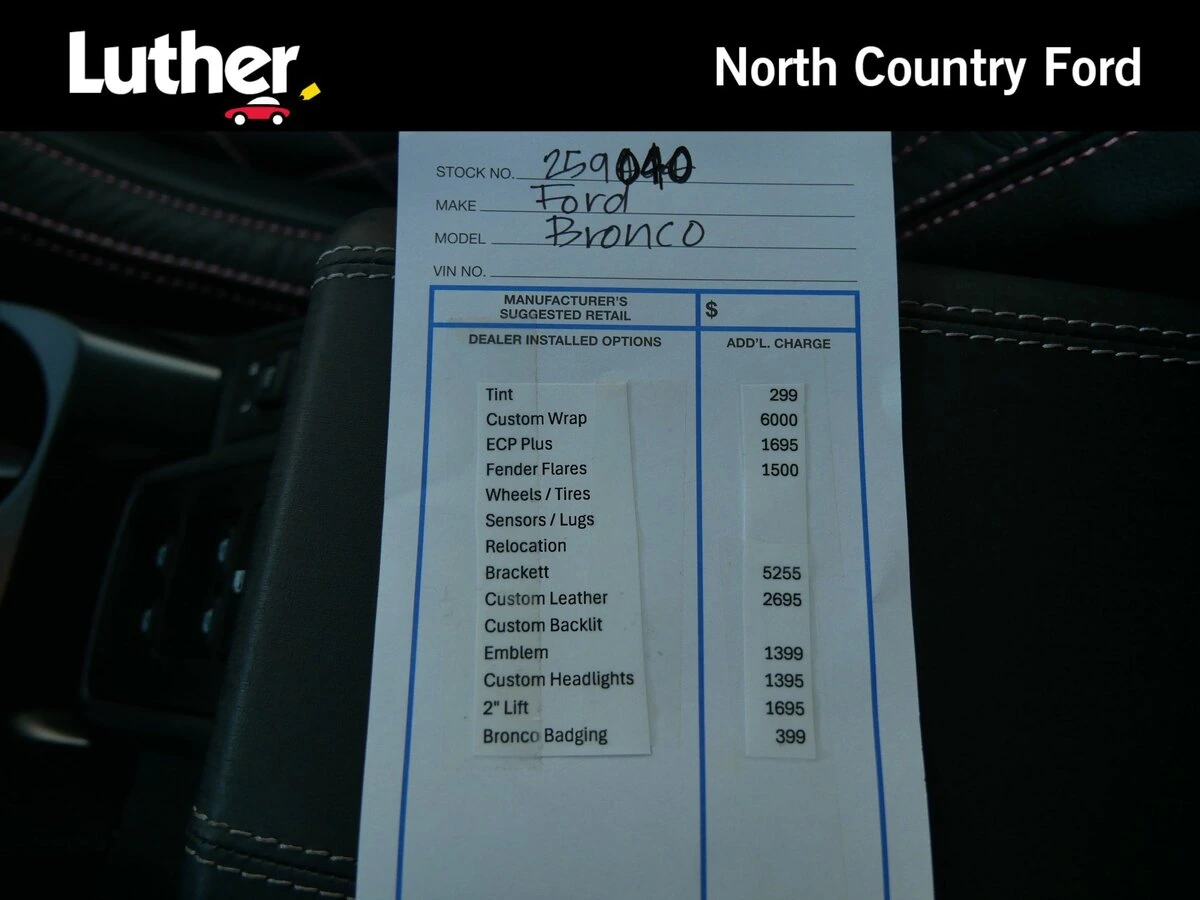 Luther
North Country Ford
STOCK NO. 259040
MAKE Ford
MODEL Bronco
VIN NO.
MANUFACTURER'S
SUGGESTED RETAIL $
DEALER INSTALLED OPTIONS ADD'L. CHARGE
Tint 299
Custom Wrap 6000
ECP Plus 1695
Fender Flares 1500
Wheels / Tires
Sensors / Lugs
Relocation
Brackett 5255
Custom Leather 2695
Custom Backlit
Emblem 1399
Custom Headlights 1395
2" Lift 1695
Bronco Badging 399